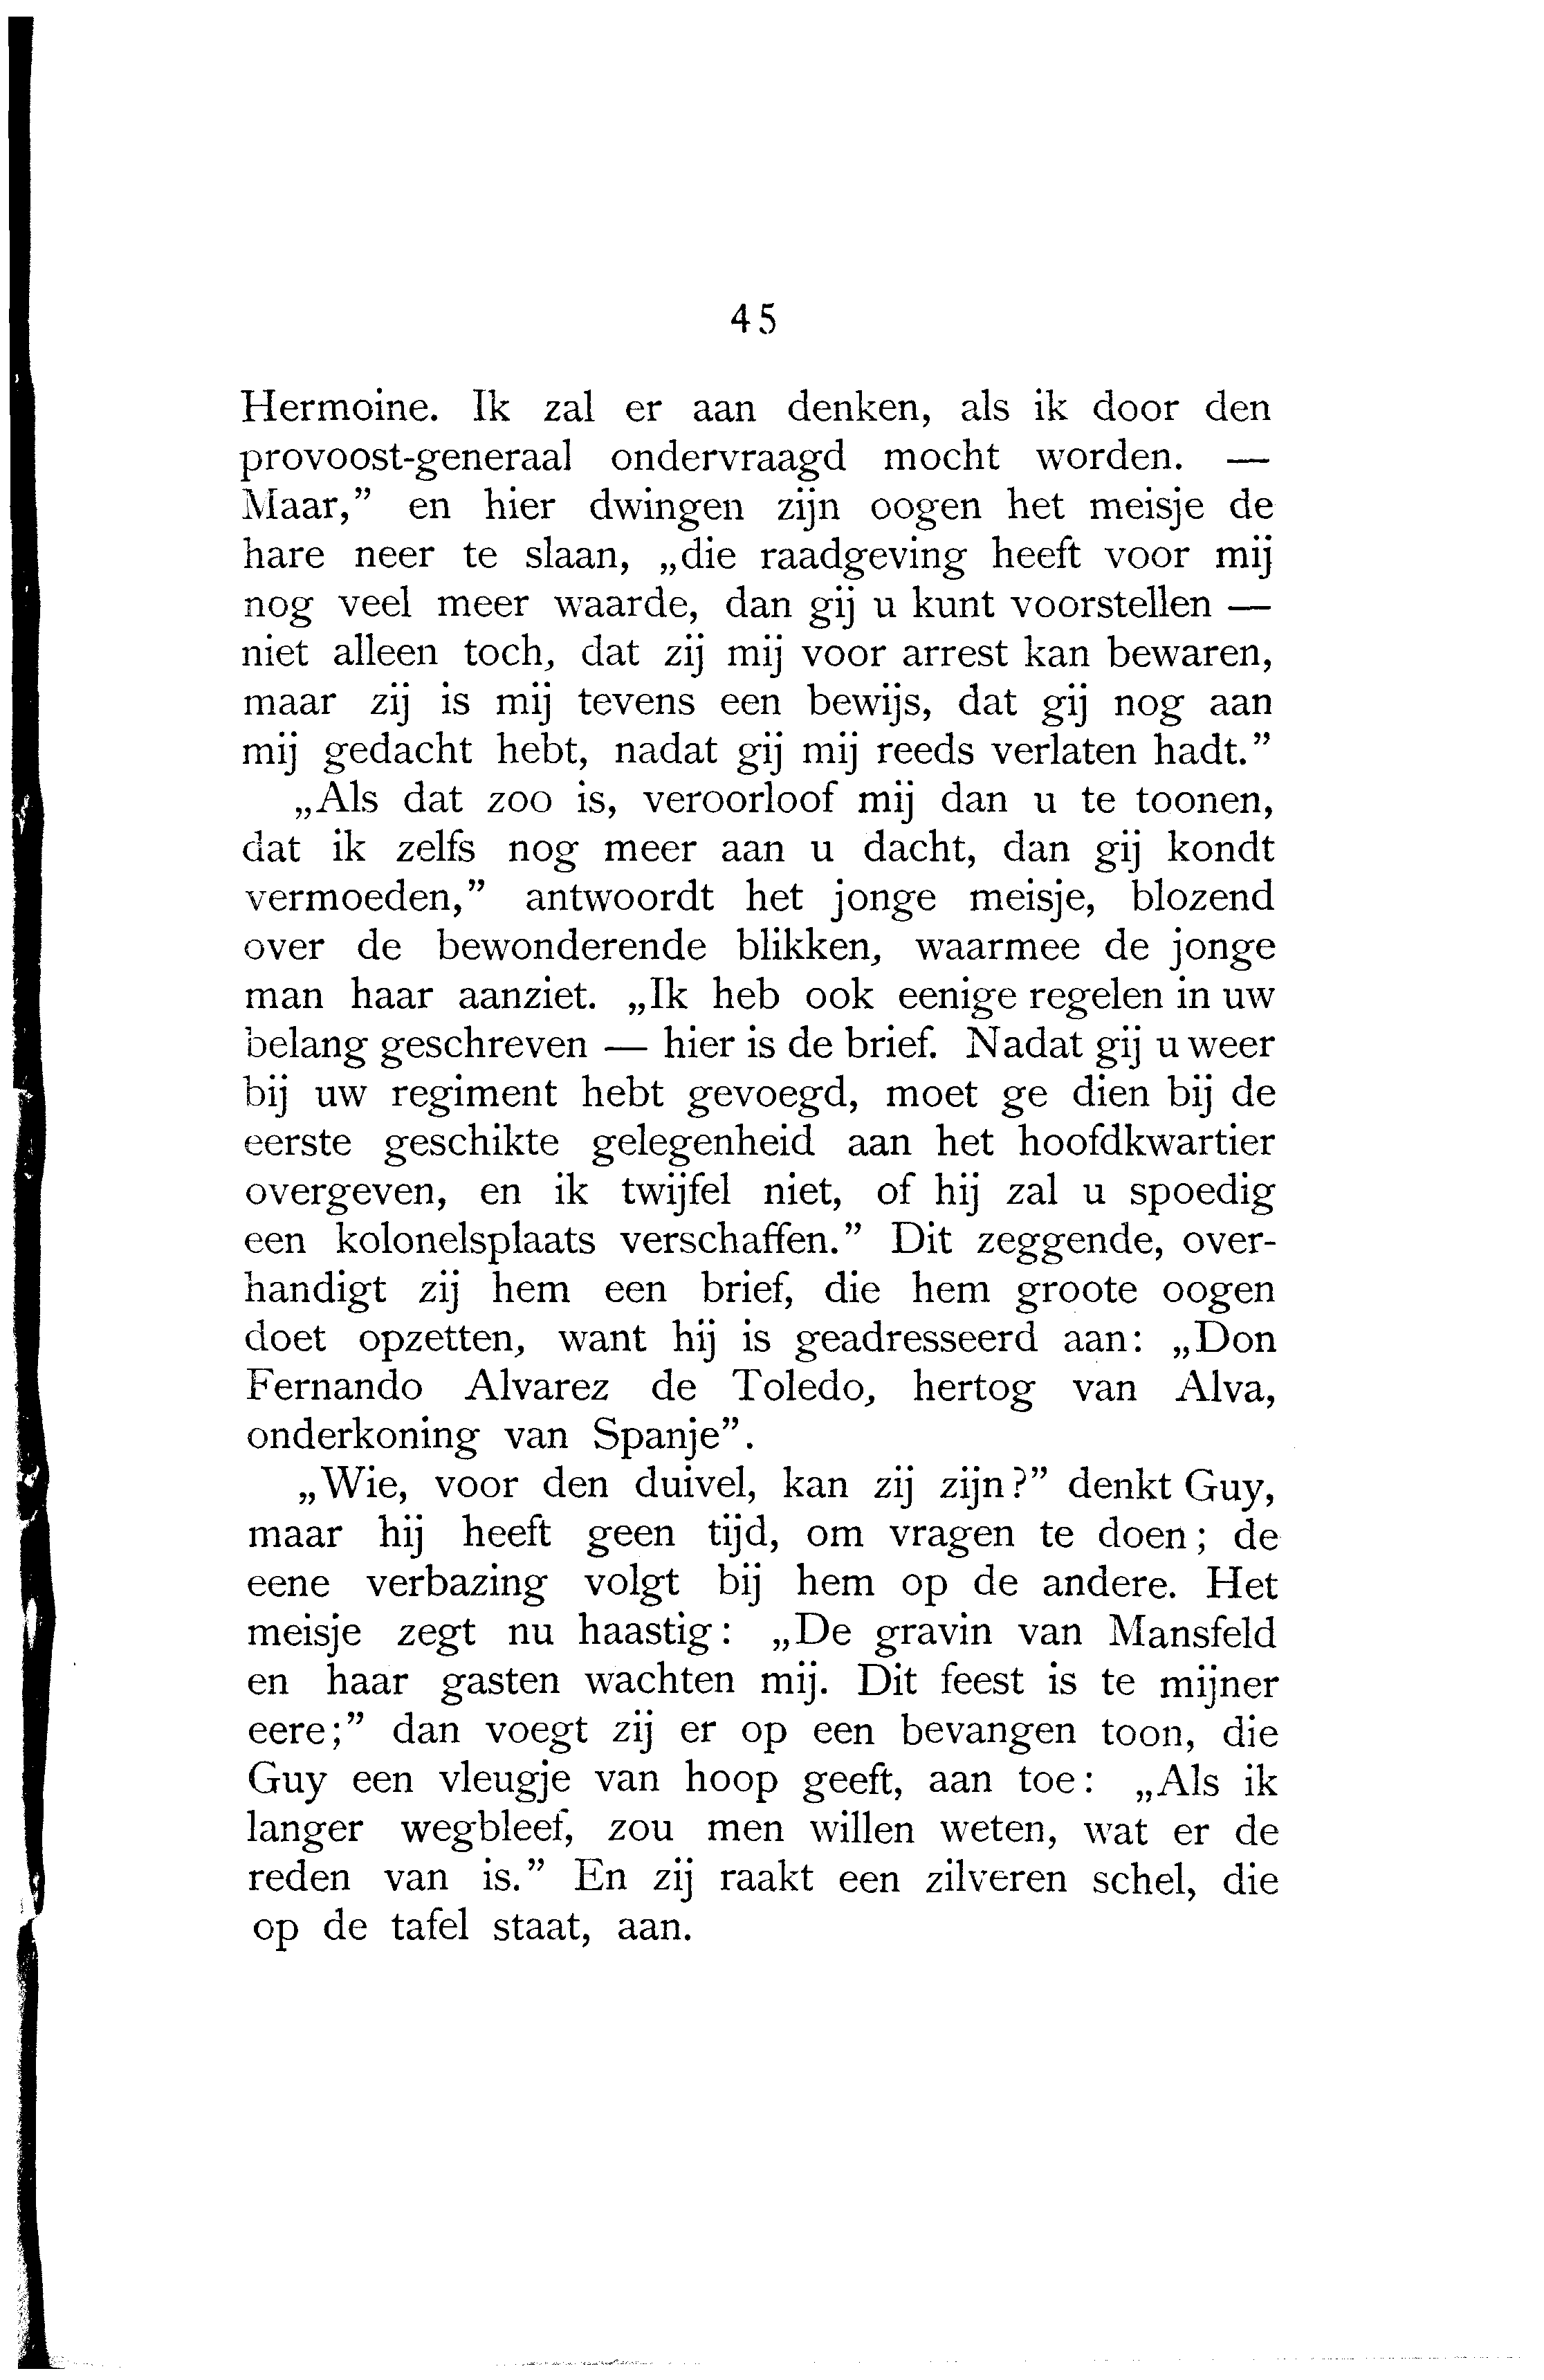 45
Hermoine. Ik zal er aan denken, als ik door den
provoost-generaal ondervraagd mocht worden. —
Maar,” en hier dwingen zijn oogen het meisje de
hare neer te slaan, „die raadgeving heeft voor mij
nog veel meer waarde, dan gij u kunt voorstellen —
niet alleen toch, dat zij mij voor arrest kan bewaren,
maar zij is mij tevens een bewijs, dat gij nog aan
mij gedacht hebt, nadat gij mij reeds verlaten hadt.”
„Als dat zoo is, veroorloof mij dan u te toonen,
dat ik zelfs nog meer aan u dacht, dan gij kondt
vermoeden,” antwoordt het jonge meisje, blozend
over de bewonderende blikken, waarmee de jonge
man haar aanziet. „Ik heb ook eenige regelen in uw
belang geschreven — hier is de brief. Nadat gij u weer
bij uw regiment hebt gevoegd, moet ge dien bij de
eerste geschikte gelegenheid aan het hoofdkwartier
overgeven, en ik twijfel niet, of hij zal u spoedig
een kolonelsplaats verschaffen.” Dit zeggende, over-
handigt zij hem een brief, die hem groote oogen
doet opzetten, want hij is geadresseerd aan: „Don
Fernando Alvarez de Toledo, hertog van Alva,
onderkoning van Spanje”.
„Wie, voor den duivel, kan zij zijn?” denkt Guy,
maar hij heeft geen tijd, om vragen te doen; de
eene verbazing volgt bij hem op de andere. Het
meisje zegt nu haastig: „De gravin van Mansfeld
en haar gasten wachten mij. Dit feest is te mijner
eere;” dan voegt zij er op een bevangen toon, die
Guy een vleugje van hoop geeft, aan toe: „Als ik
langer wegbleef, zou men willen weten, wat er de
reden van is.” En zij raakt een zilveren schel, die
op de tafel staat, aan.